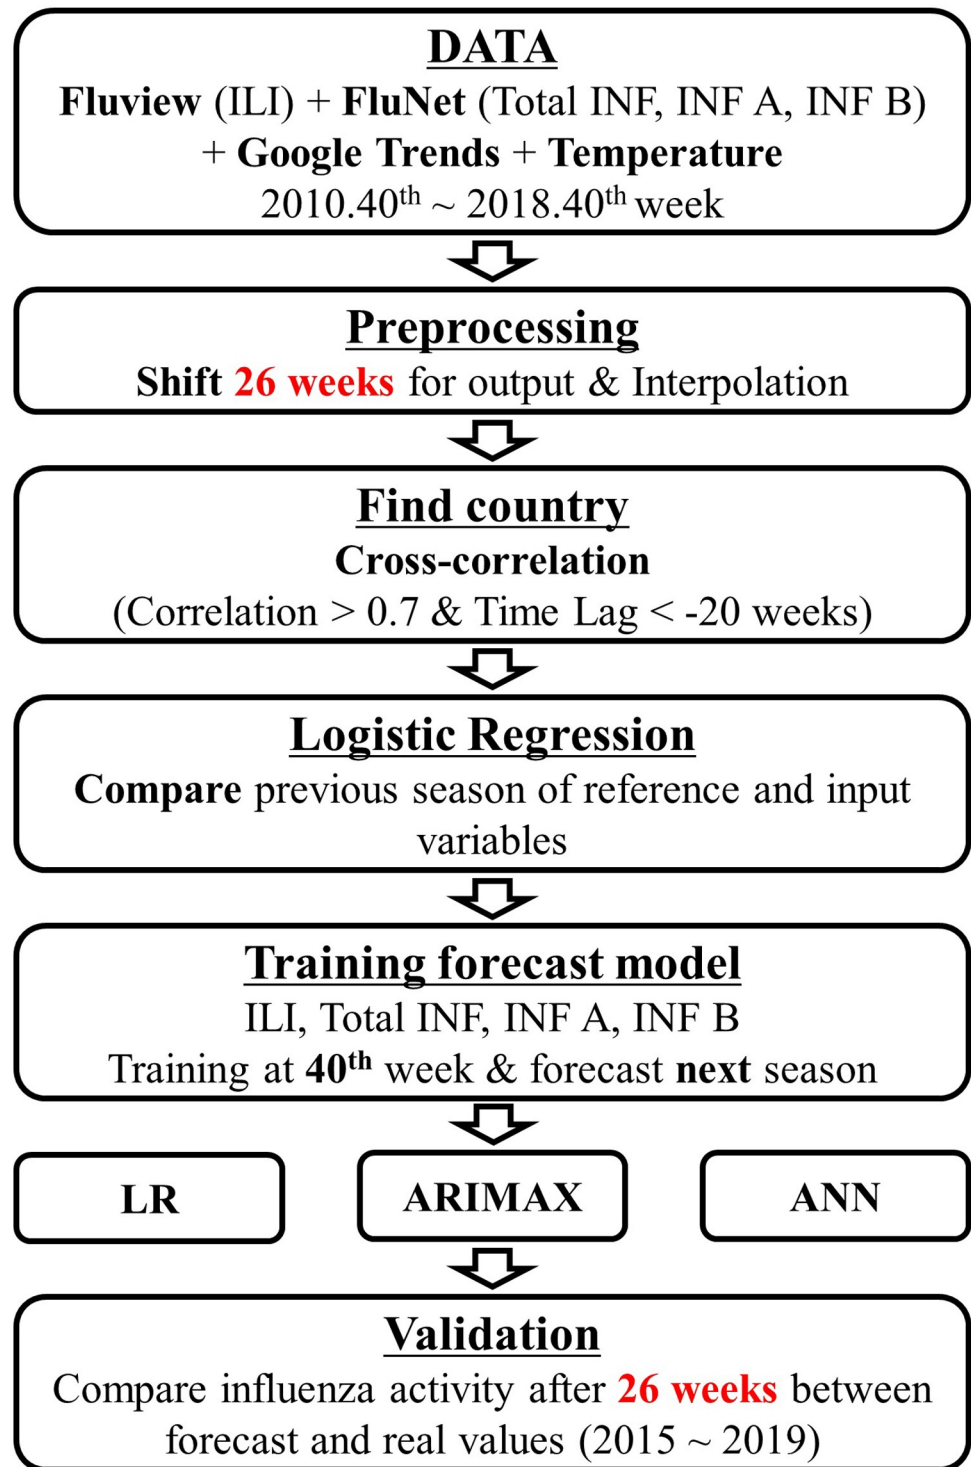 DATA
Fluview (ILI) + FluNet (Total INF, INF A, INF B)
+ Google Trends + Temperature
2010.40th ~ 2018.40th week
Preprocessing
Shift 26 weeks for output & Interpolation
Find country
Cross-correlation
(Correlation > 0.7 & Time Lag < -20 weeks)
Logistic Regression
Compare previous season of reference and input
variables
Training forecast model
ILI, Total INF, INF A, INF B
Training at 40th week & forecast next season
LR
ARIMAX
ANN
Validation
Compare influenza activity after 26 weeks between
forecast and real values (2015 ~ 2019)